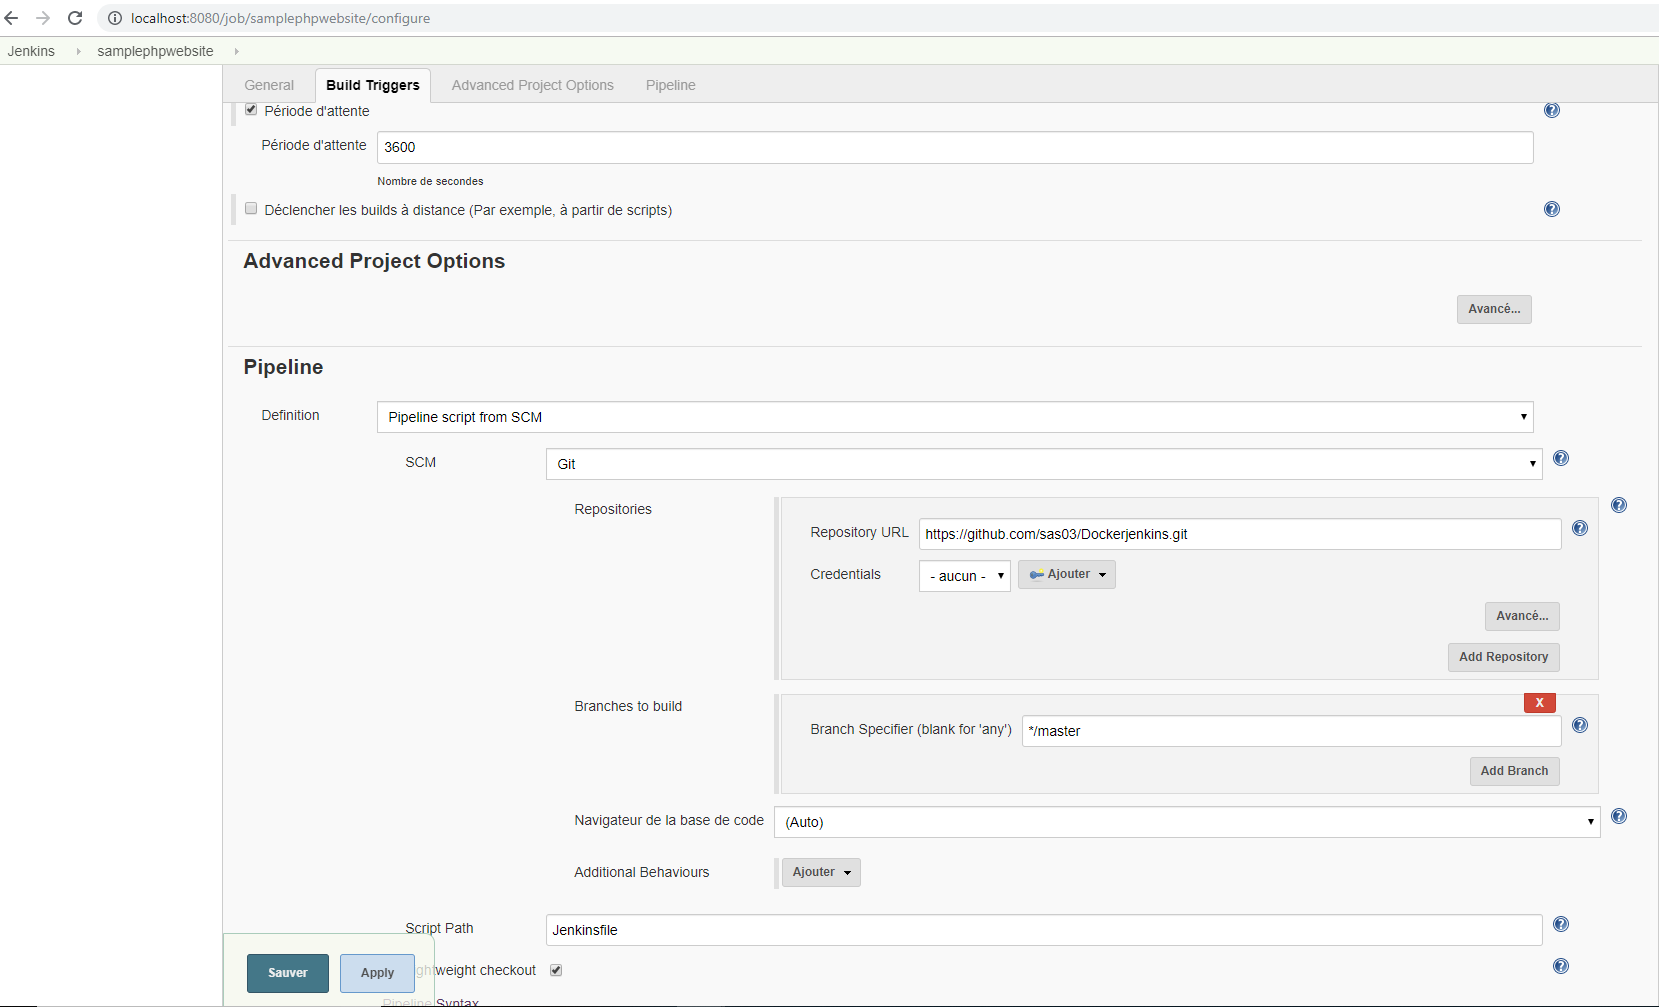 localhost:8080/job/samplephpwebsite/configure
Jenkins samplephpwebsite
General Build Triggers Advanced Project Options Pipeline
Période d'attente
Période d'attente 3600
Nombre de secondes
Déclencher les builds à distance (Par exemple, à partir de scripts)
Advanced Project Options
Avancé...
Pipeline
Definition Pipeline script from SCM
SCM Git
Repositories
Repository URL https://github.com/sas03/Dockerjenkins.git
Credentials - aucun - Ajouter
Avancé...
Add Repository
Branches to build
X
Branch Specifier (blank for 'any') */master
Add Branch
Navigateur de la base de code (Auto)
Additional Behaviours Ajouter
Script Path Jenkinsfile
Sauver Apply
ghtweight checkout
Pipeline Syntax